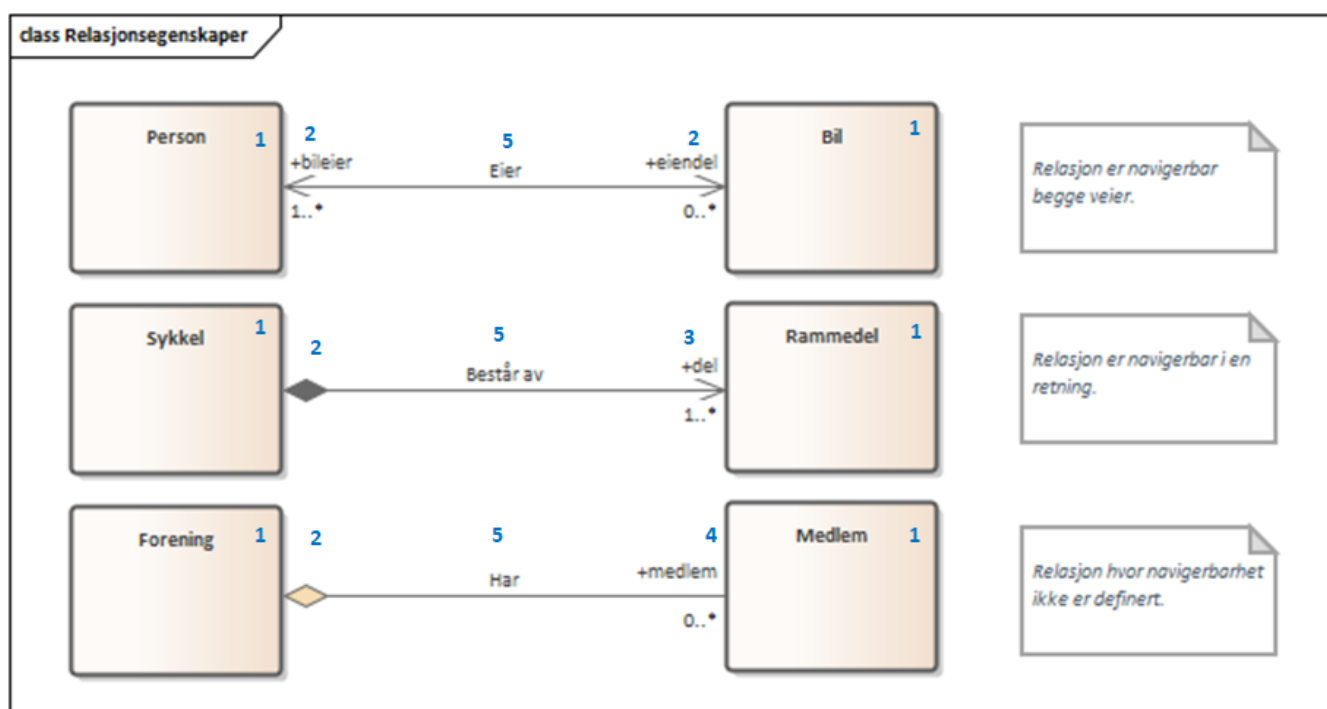 class Relasjonsegenskaper
Person 1
2
+bileier
1..*
5
Eier
2
+eiendel
0..*
Bil 1
Relasjon er navigerbar
begge veier.
Sykkel 1
2
5
Består av
3
+del
1..*
Rammedel 1
Relasjon er navigerbar i en
retning.
Forening 1
2
5
Har
4
+medlem
0..*
Medlem 1
Relasjon hvor navigerbarhet
ikke er definert.